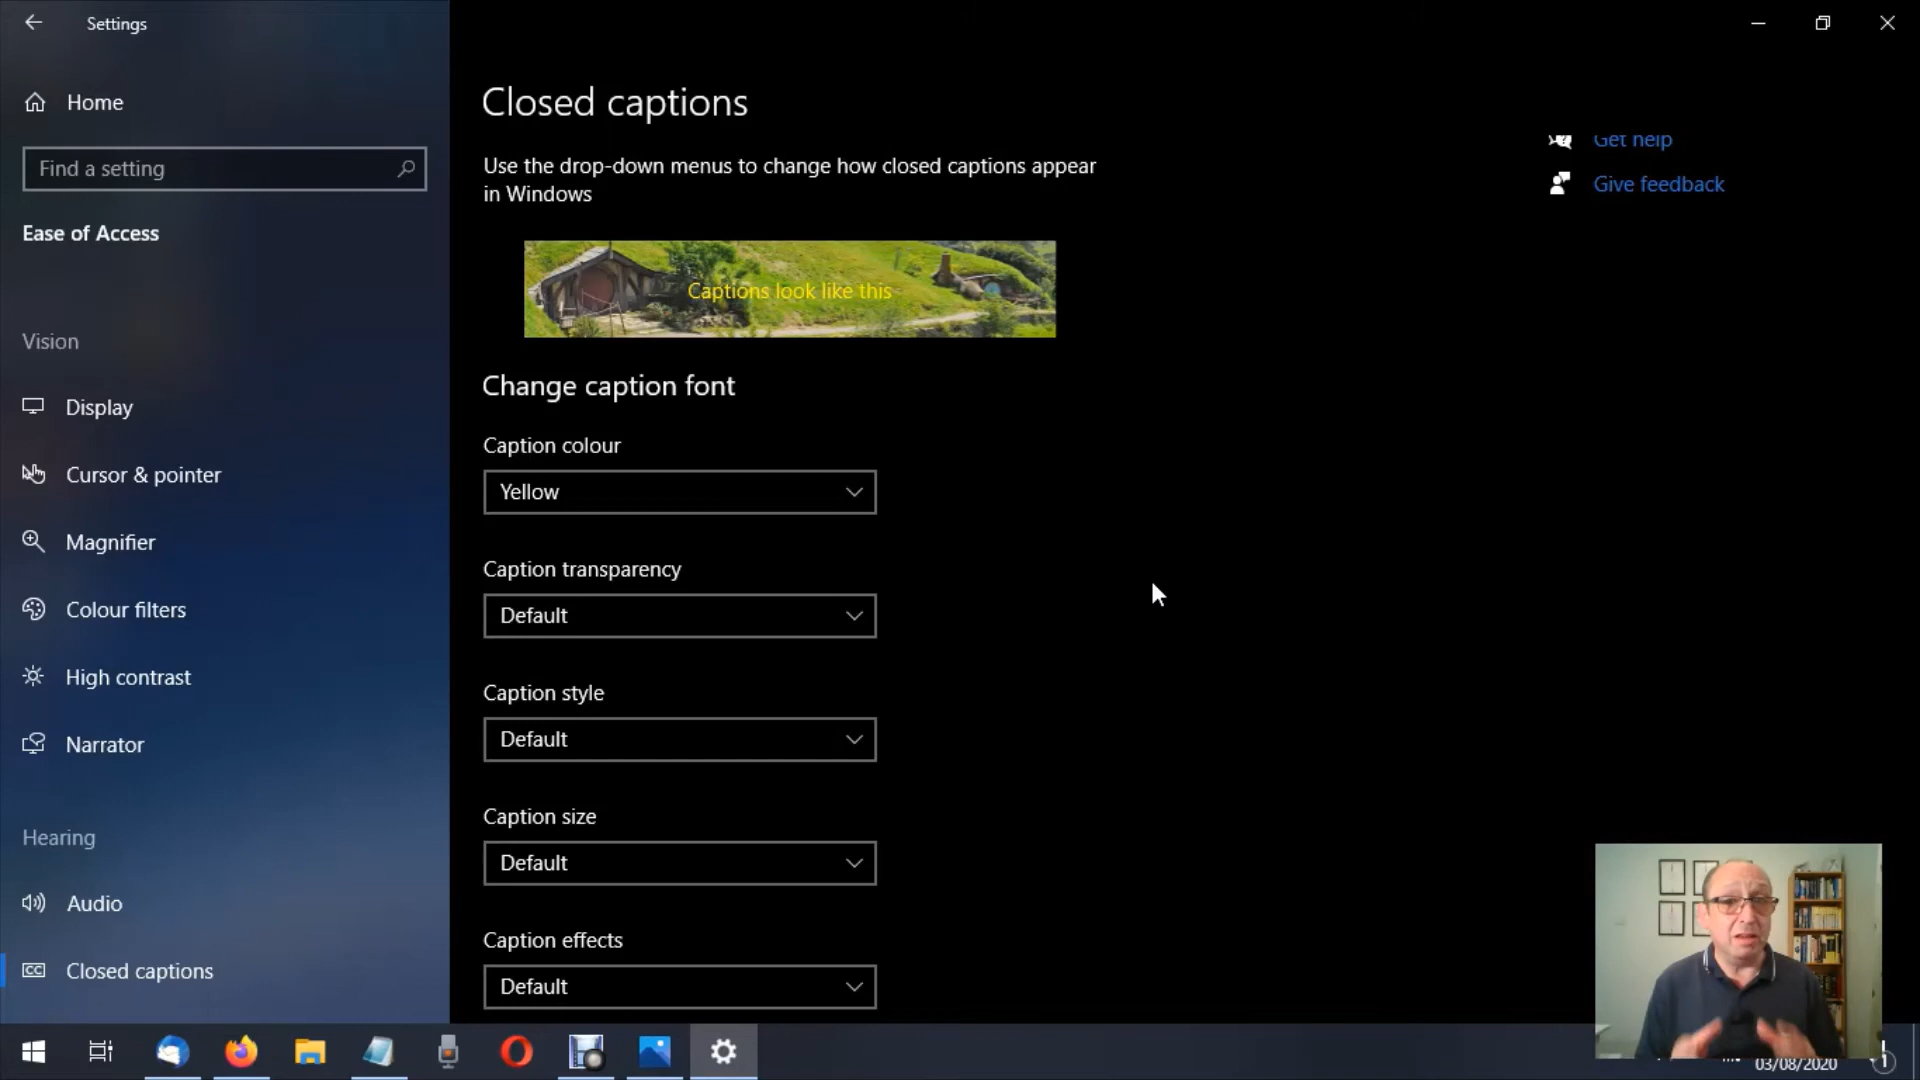 Settings
Home
Find a setting
Ease of Access
Vision
Display
Cursor & pointer
Magnifier
Colour filters
High contrast
Narrator
Hearing
Audio
Closed captions
Closed captions
Use the drop-down menus to change how closed captions appear
in Windows
Captions look like this
Change caption font
Caption colour
Yellow
Caption transparency
Default
Caption style
Default
Caption size
Default
Caption effects
Default
Get help
Give feedback
03/08/2020
1